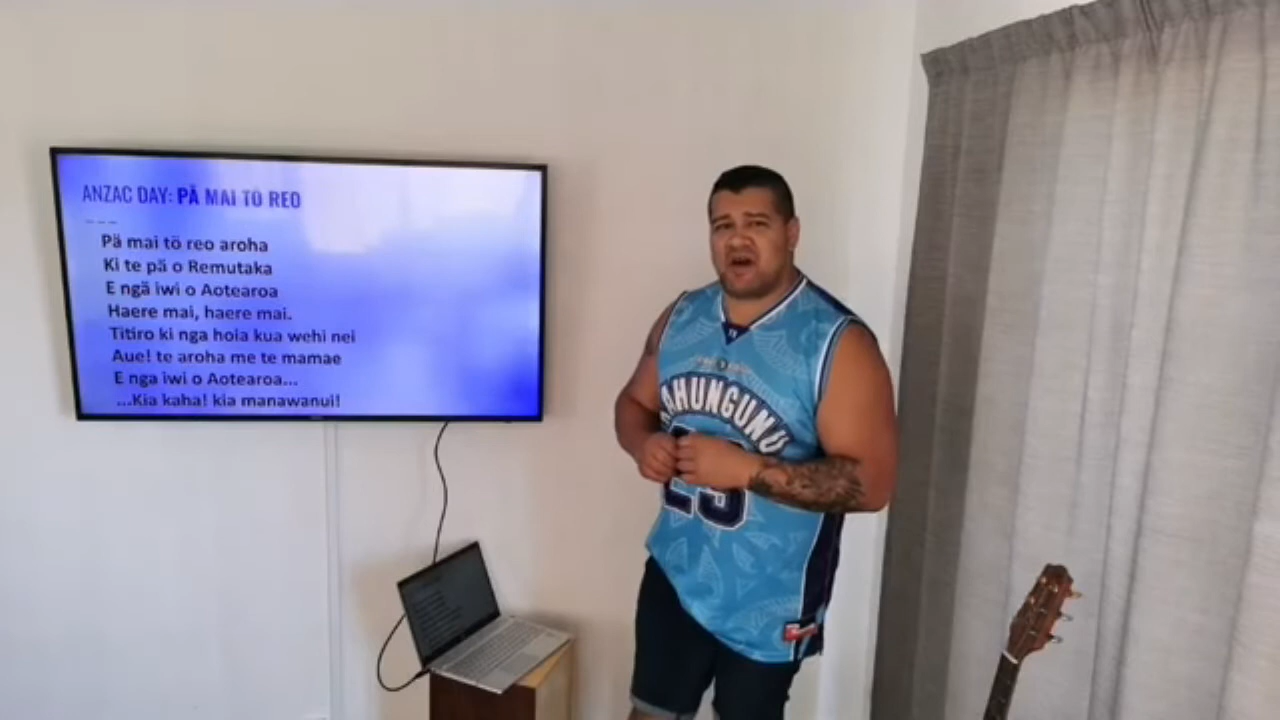 ANZAC DAY: PĀ MAI TŌ REO
Pā mai tō reo aroha
Ki te pā o Remutaka
E ngā iwi o Aotearoa
Haere mai, haere mai.
Titiro ki nga hoia kua wehi nei
Aue! te aroha me te mamae
E nga iwi o Aotearoa...
...Kia kaha! kia manawanui!
KAHUNGUNU